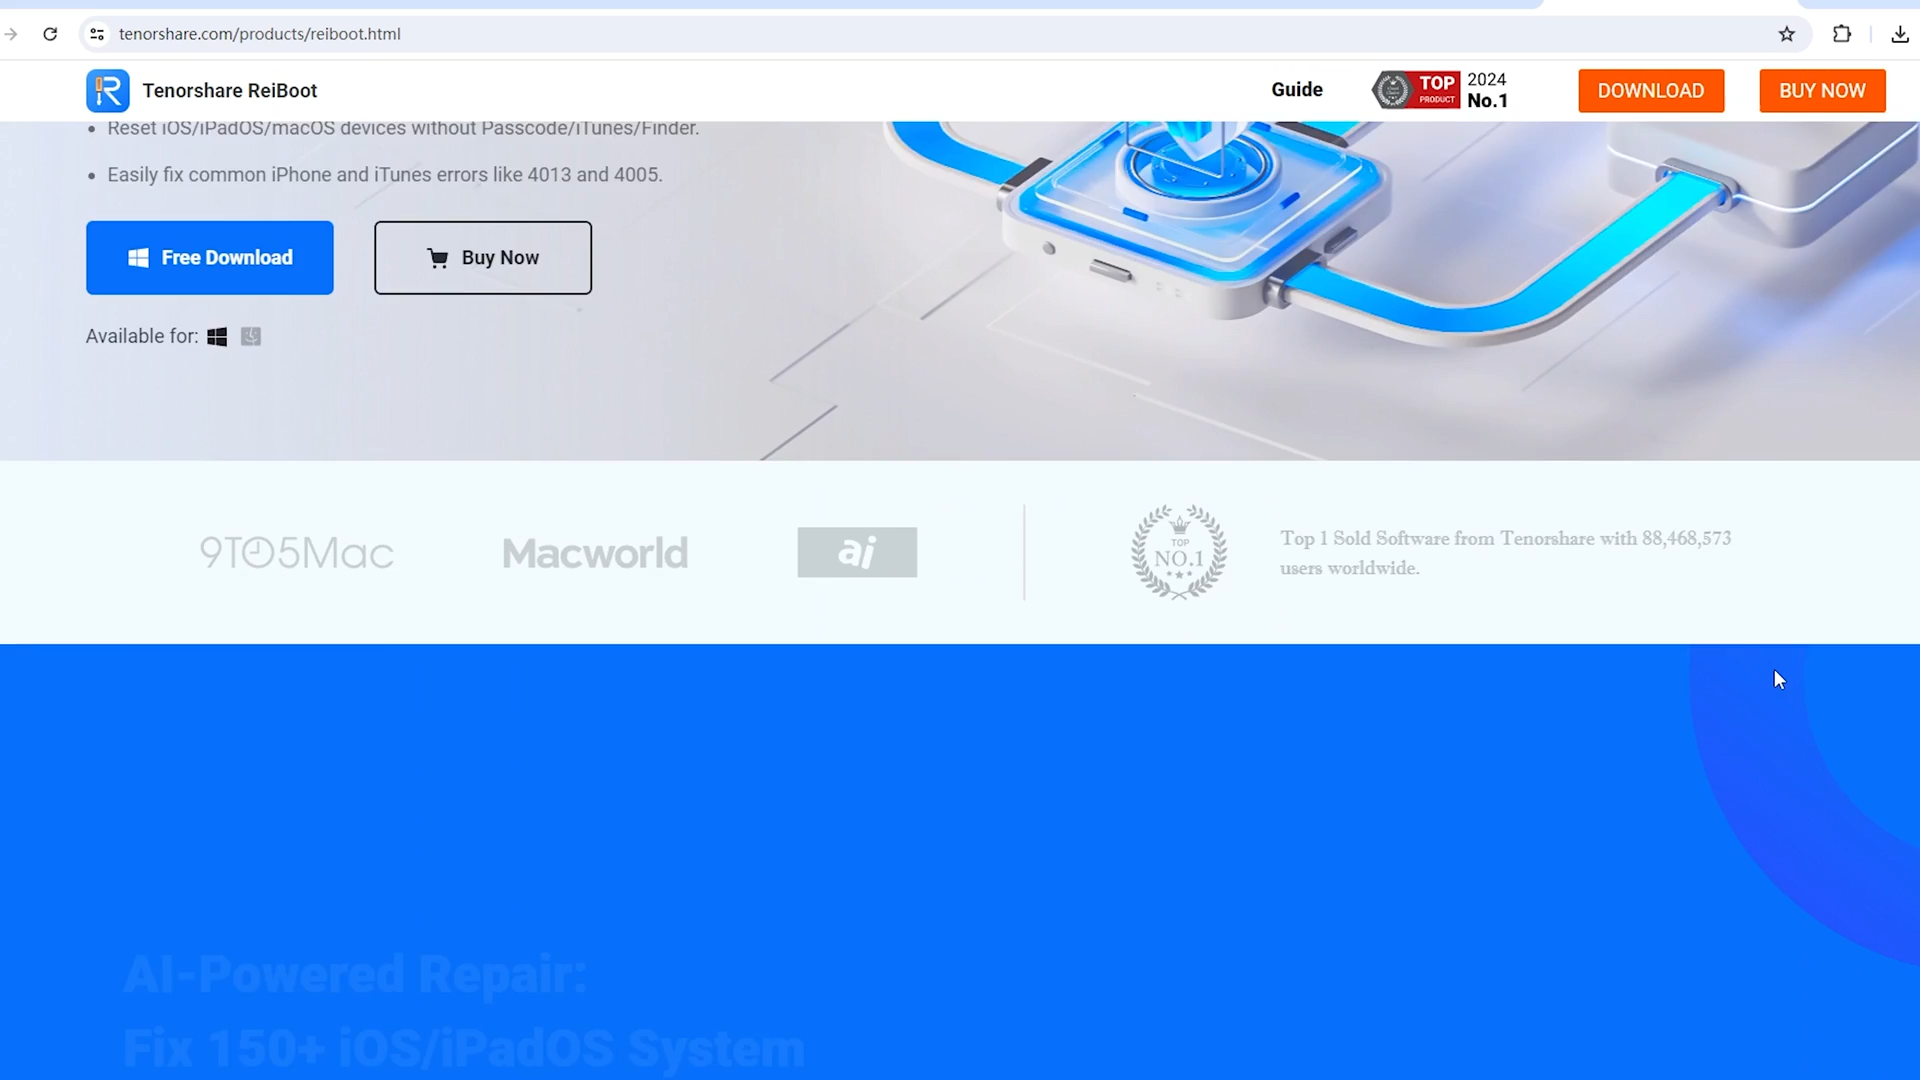 tenorshare.com/products/reiboot.html
Tenorshare ReiBoot
Guide
TOP
PRODUCT
2024
No.1
DOWNLOAD
BUY NOW
Reset iOS/iPadOS/macOS devices without Passcode/iTunes/Finder.
Easily fix common iPhone and iTunes errors like 4013 and 4005.
Free Download
Buy Now
Available for:
9TO5Mac
Macworld
ai
TOP
NO.1
Top 1 Sold Software from Tenorshare with 88,468,573
users worldwide.
AI-Powered Repair:
Fix 150+ iOS/iPadOS System